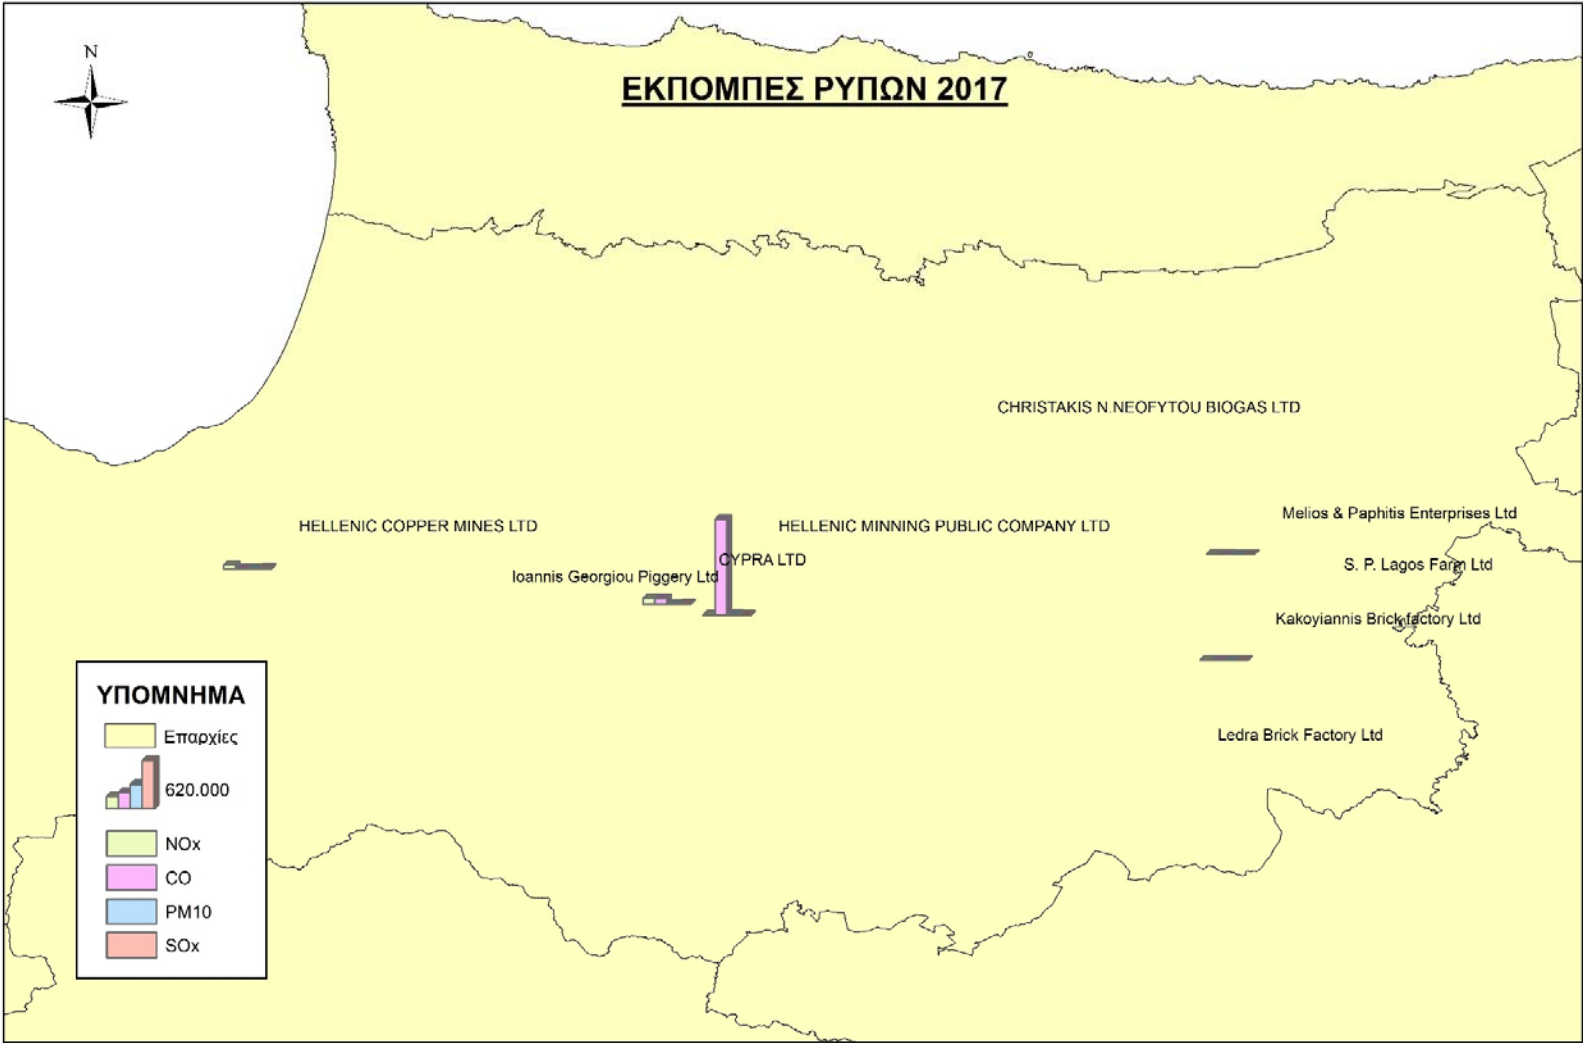 N
ΕΚΠΟΜΠΕΣ ΡΥΠΩΝ 2017
CHRISTAKIS N.NEOFYTOU BIOGAS LTD
HELLENIC COPPER MINES LTD
HELLENIC MINNING PUBLIC COMPANY LTD
Melios & Paphitis Enterprises Ltd
CYPRA LTD
Ioannis Georgiou Piggery Ltd
S. P. Lagos Farm Ltd
Kakoyiannis Brick factory Ltd
Ledra Brick Factory Ltd
ΥΠΟΜΝΗΜΑ
Επαρχίες
620.000
NOx
CO
PM10
SOx